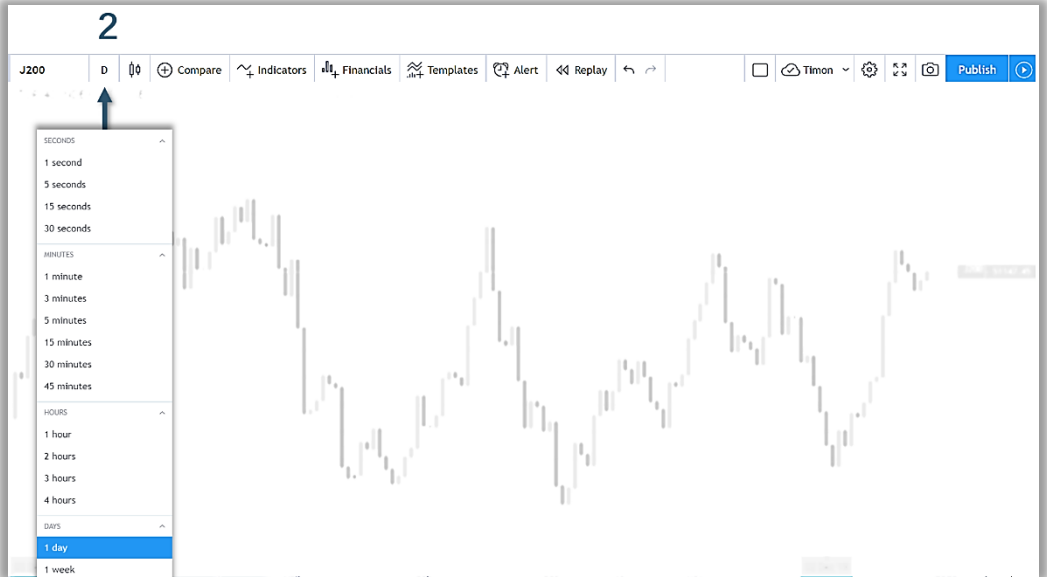 2
J200 D Compare Indicators Financials Templates Alert Replay Timon Publish
SECONDS
1 second
5 seconds
15 seconds
30 seconds
MINUTES
1 minute
3 minutes
5 minutes
15 minutes
30 minutes
45 minutes
HOURS
1 hour
2 hours
3 hours
4 hours
DAYS
1 day
1 week